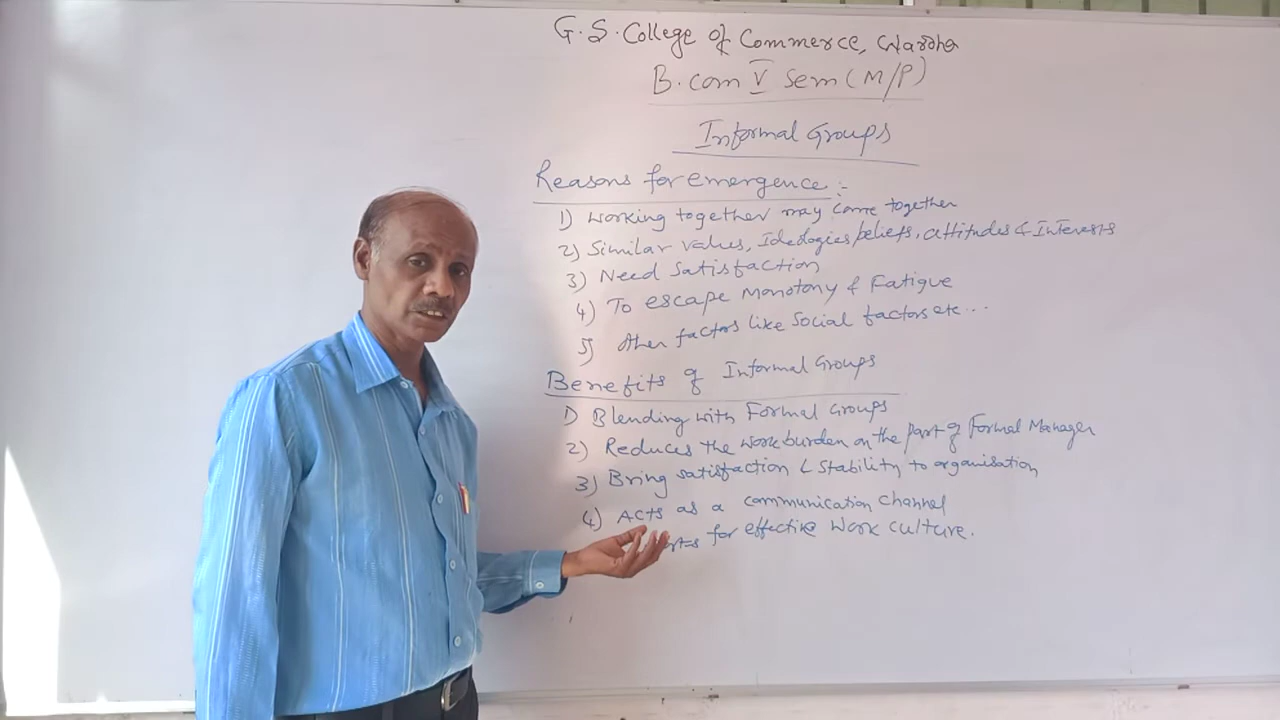 G.S. College of Commerce, Wardha
B.com V Sem (M/P)
Informal Groups
Reasons for emergence :-
1) Working together may come together
2) Similar values, Ideologies beliefs, attitudes & Interests
3) Need Satisfaction
4) To escape Monotony & Fatigue
5) Other factors like Social factors etc...
Benefits of Informal Groups
1) Blending with Formal Groups
2) Reduces the workburden on the part of Formal Manager
3) Bring satisfaction & stability to organisation
4) Acts as a communication channel
for effective Work culture.